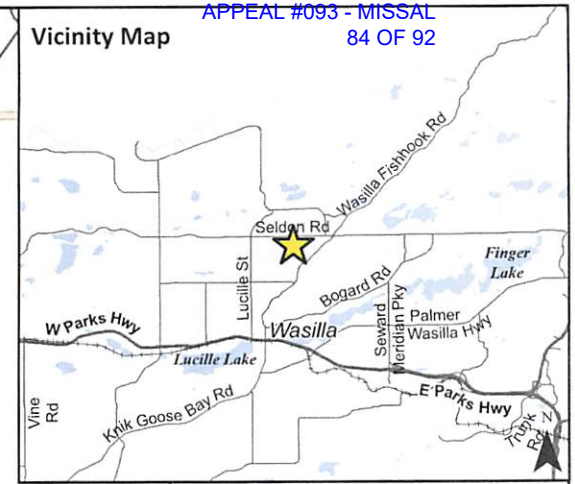 APPEAL #093 - MISSAL
84 OF 92
Vicinity Map
Wasilla Fishhook Rd
Seldon Rd
Finger
Lake
Lucille St
Bogard Rd
Seward
Meridian Pky
Palmer
Wasilla Hwy
W Parks Hwy
Wasilla
Lucille Lake
E Parks Hwy
Vine
Rd
Knik Goose Bay Rd
Trunk
Rd
N